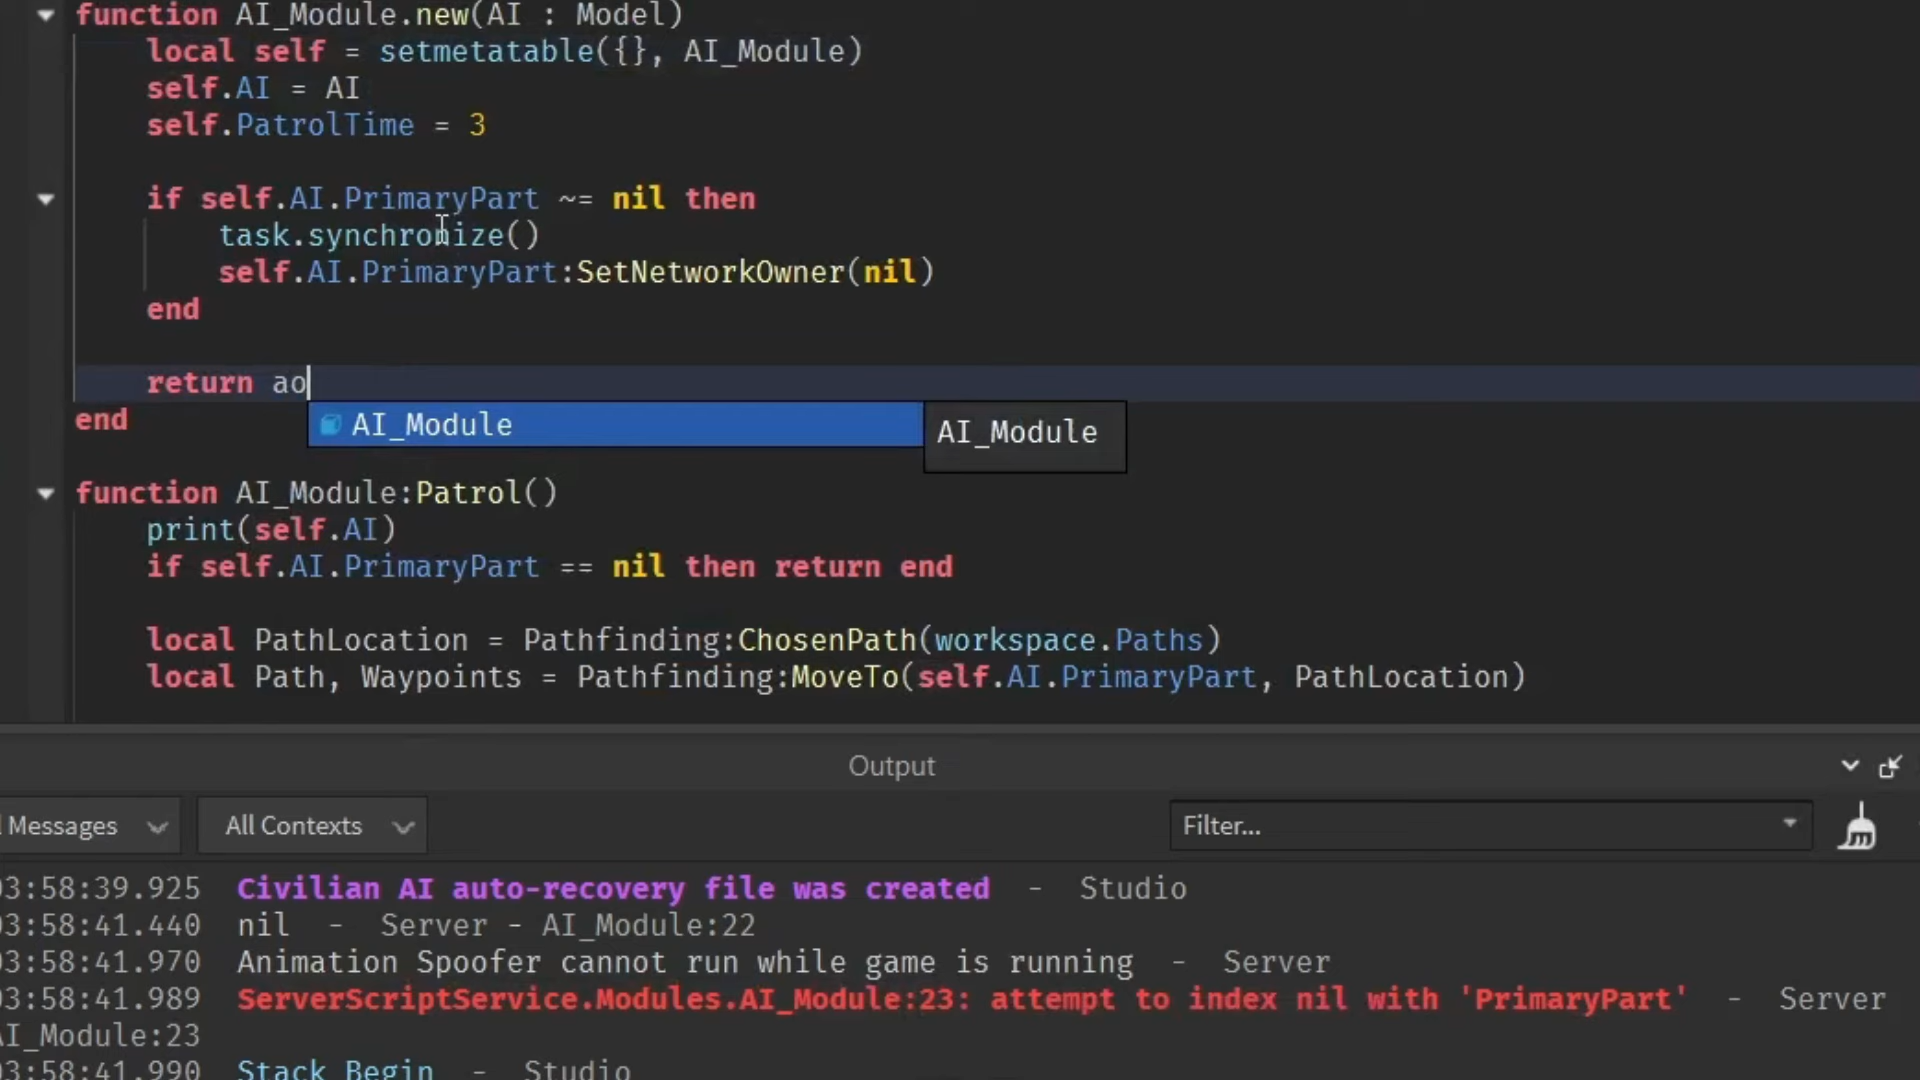 function AI_Module.new(AI : Model)
local self = setmetatable({}, AI_Module)
self.AI = AI
self.PatrolTime = 3
if self.AI.PrimaryPart ~= nil then
task.synchronize()
self.AI.PrimaryPart:SetNetworkOwner(nil)
end
return ao
end
AI_Module
AI_Module
function AI_Module:Patrol()
print(self.AI)
if self.AI.PrimaryPart == nil then return end
local PathLocation = Pathfinding:ChosenPath(workspace.Paths)
local Path, Waypoints = Pathfinding:MoveTo(self.AI.PrimaryPart, PathLocation)
Output
l Messages
All Contexts
Filter...
03:58:39.925 Civilian AI auto-recovery file was created - Studio
03:58:41.440 nil - Server - AI_Module:22
03:58:41.970 Animation Spoofer cannot run while game is running - Server
03:58:41.989 ServerScriptService.Modules.AI_Module:23: attempt to index nil with 'PrimaryPart' - Server
AI_Module:23
03:58:41.990 Stack Begin - Studio